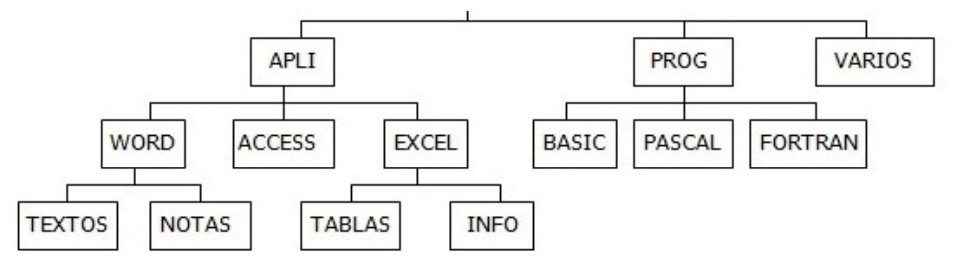 APLI PROG VARIOS
WORD ACCESS EXCEL BASIC PASCAL FORTRAN
TEXTOS NOTAS TABLAS INFO